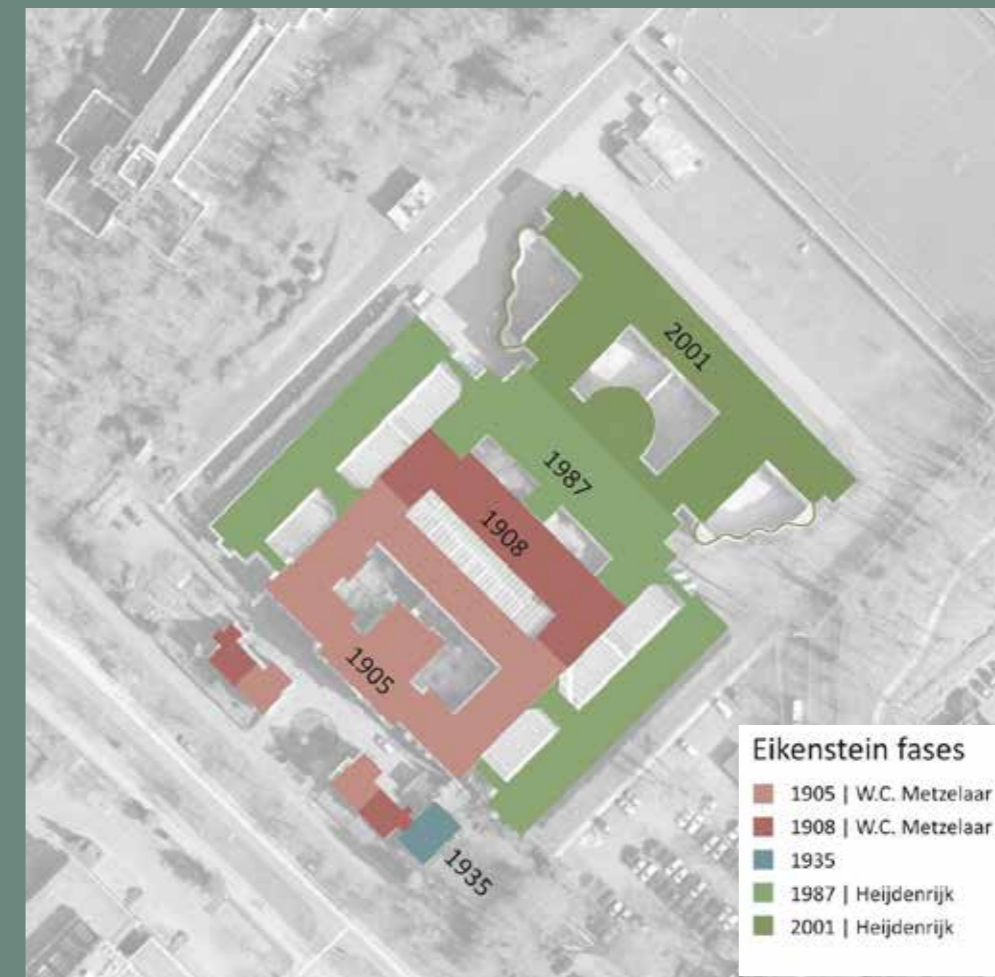 2001
1987
1908
1905
1935
Eikenstein fases
1905 | W.C. Metzelaar
1908 | W.C. Metzelaar
1935
1987 | Heijdenrijk
2001 | Heijdenrijk